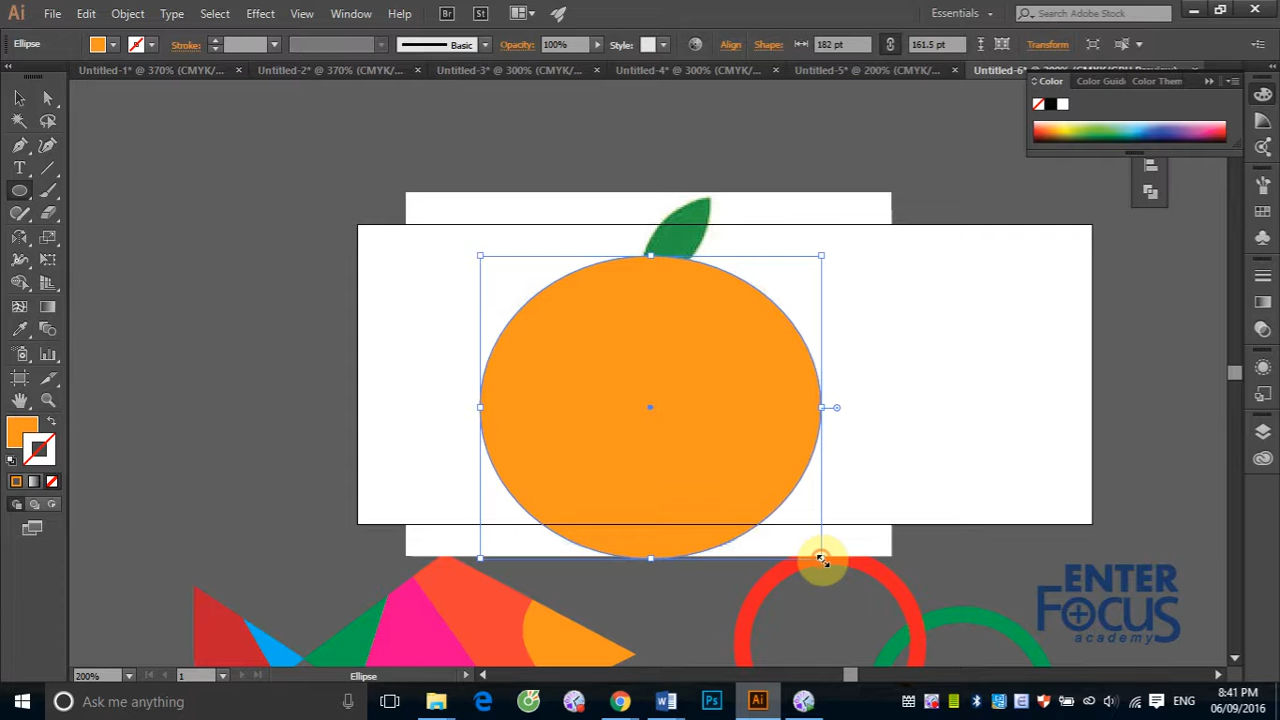 Ai File Edit Object Type Select Effect View Window Help Br St Essentials Search Adobe Stock
Ellipse Stroke: Basic Opacity: 100% Style: Align Shape: 182 pt 161.5 pt Transform
Untitled-1* @ 370% (CMYK/... × Untitled-2* @ 370% (CMYK/... × Untitled-3* @ 300% (CMYK/... × Untitled-4* @ 300% (CMYK/... × Untitled-5* @ 200% (CMYK/... ×
Color Color Guide Color Them
ENTER
FOCUS
academy
200% 1 Ellipse
Ask me anything W Ps Ai ENG 8:41 PM
06/09/2016